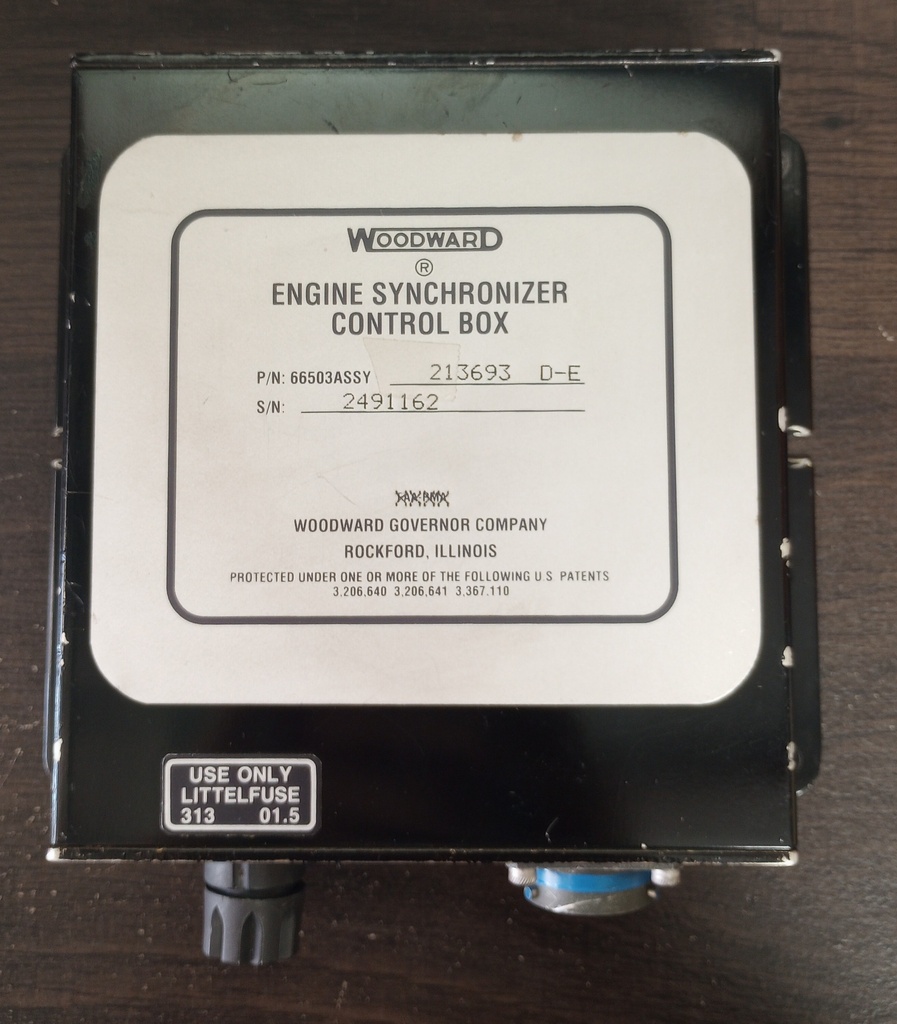 WOODWARD
®
ENGINE SYNCHRONIZER
CONTROL BOX
P/N: 66503ASSY 213693 D-E
S/N: 2491162
WOODWARD GOVERNOR COMPANY
ROCKFORD, ILLINOIS
PROTECTED UNDER ONE OR MORE OF THE FOLLOWING U S PATENTS
3,206,640 3,206,641 3,367,110
USE ONLY
LITTELFUSE
313 01.5